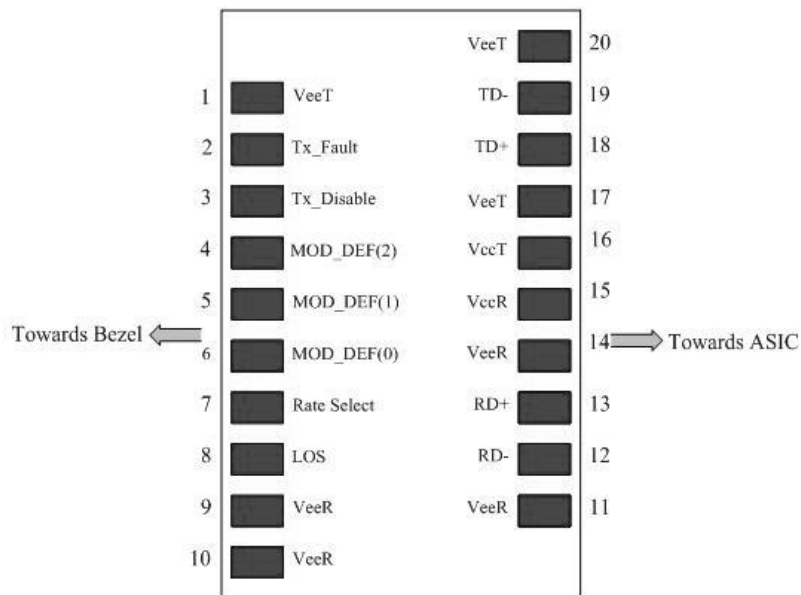 VeeT 20
1 VeeT TD- 19
2 Tx_Fault TD+ 18
3 Tx_Disable VeeT 17
4 MOD_DEF(2) VccT 16
5 MOD_DEF(1) VccR 15
Towards Bezel
6 MOD_DEF(0) VeeR 14
Towards ASIC
7 Rate Select RD+ 13
8 LOS RD- 12
9 VeeR VeeR 11
10 VeeR